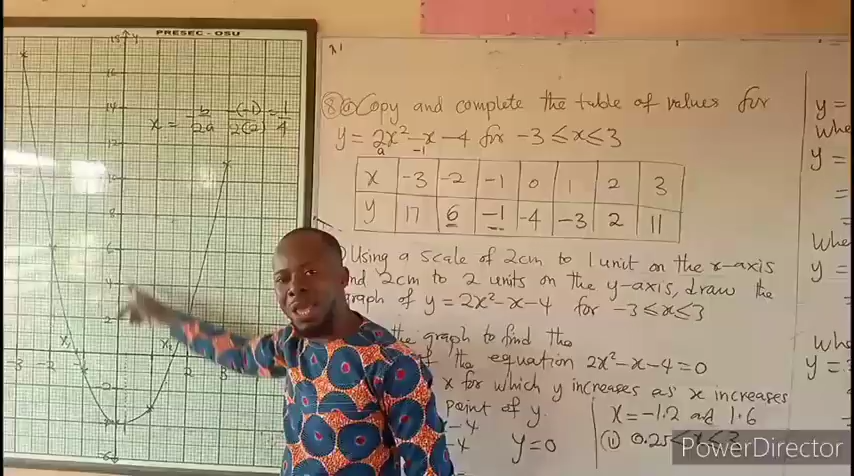 PRESEC-OSU
x = -b/2a -(-1)/2(2) = 1/4
⑧ⓐ Copy and complete the table of values for
y = 2x² - x - 4 for -3 ≤ x ≤ 3
a -1
x -3 -2 -1 0 1 2 3
y 17 6 -1 -4 -3 2 11
Using a scale of 2cm to 1 unit on the x-axis
2cm to 2 units on the y-axis, draw the
graph of y = 2x² - x - 4 for -3 ≤ x ≤ 3
the graph to find the
the equation 2x² - x - 4 = 0
x for which y increases as x increases
point of y.
x = -1.2 and 1.6
y = 0
PowerDirector